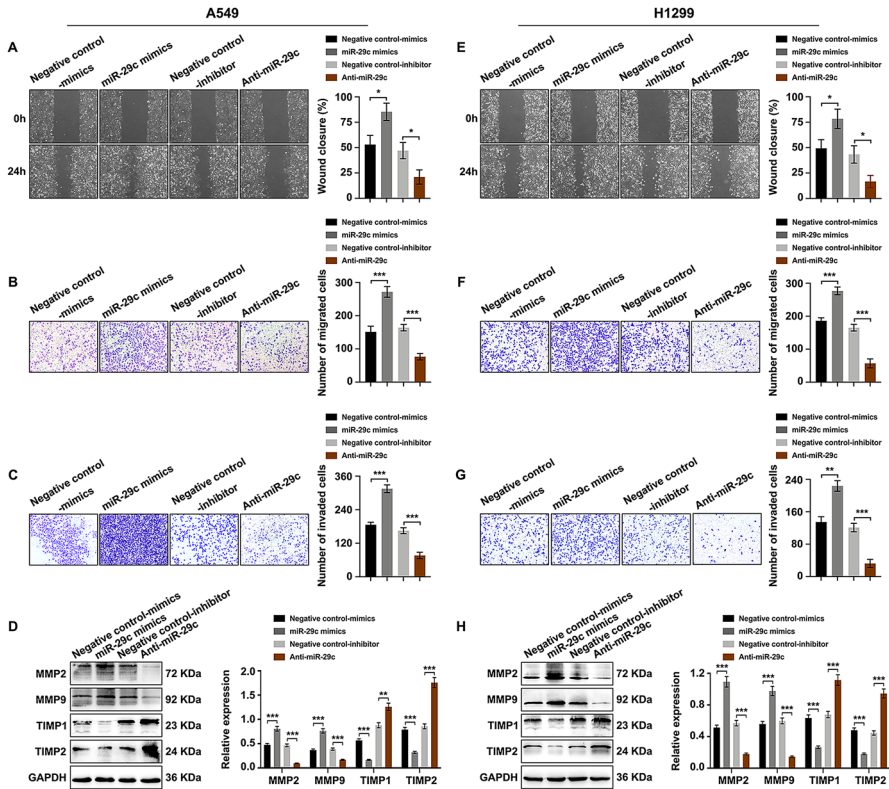 A549
H1299
A
Negative control
-mimics
miR-29c mimics
Negative control
-inhibitor
Anti-miR-29c
0h
24h
Negative control-mimics
miR-29c mimics
Negative control-inhibitor
Anti-miR-29c
Wound closure (%)
100
75
50
25
0
*
*
E
Negative control
-mimics
miR-29c mimics
Negative control
-inhibitor
Anti-miR-29c
0h
24h
Negative control-mimics
miR-29c mimics
Negative control-inhibitor
Anti-miR-29c
Wound closure (%)
100
75
50
25
0
*
*
B
Negative control
-mimics
miR-29c mimics
Negative control
-inhibitor
Anti-miR-29c
Negative control-mimics
miR-29c mimics
Negative control-inhibitor
Anti-miR-29c
Number of migrated cells
300
200
100
0
***
***
F
Negative control
-mimics
miR-29c mimics
Negative control
-inhibitor
Anti-miR-29c
Negative control-mimics
miR-29c mimics
Negative control-inhibitor
Anti-miR-29c
Number of migrated cells
300
200
100
0
***
***
C
Negative control
-mimics
miR-29c mimics
Negative control
-inhibitor
Anti-miR-29c
Negative control-mimics
miR-29c mimics
Negative control-inhibitor
Anti-miR-29c
Number of invaded cells
360
240
120
0
***
***
G
Negative control
-mimics
miR-29c mimics
Negative control
-inhibitor
Anti-miR-29c
Negative control-mimics
miR-29c mimics
Negative control-inhibitor
Anti-miR-29c
Number of invaded cells
240
180
120
60
0
**
***
D
Negative control-mimics
miR-29c mimics
Negative control-inhibitor
Anti-miR-29c
MMP2 72 KDa
MMP9 92 KDa
TIMP1 23 KDa
TIMP2 24 KDa
GAPDH 36 KDa
Negative control-mimics
miR-29c mimics
Negative control-inhibitor
Anti-miR-29c
Relative expression
2.0
1.5
1.0
0.5
0.0
*** *** *** *** *** ** *** ***
MMP2 MMP9 TIMP1 TIMP2
H
Negative control-mimics
miR-29c mimics
Negative control-inhibitor
Anti-miR-29c
MMP2 72 KDa
MMP9 92 KDa
TIMP1 23 KDa
TIMP2 24 KDa
GAPDH 36 KDa
Negative control-mimics
miR-29c mimics
Negative control-inhibitor
Anti-miR-29c
Relative expression
1.2
0.8
0.4
0.0
*** *** *** *** *** *** *** ***
MMP2 MMP9 TIMP1 TIMP2